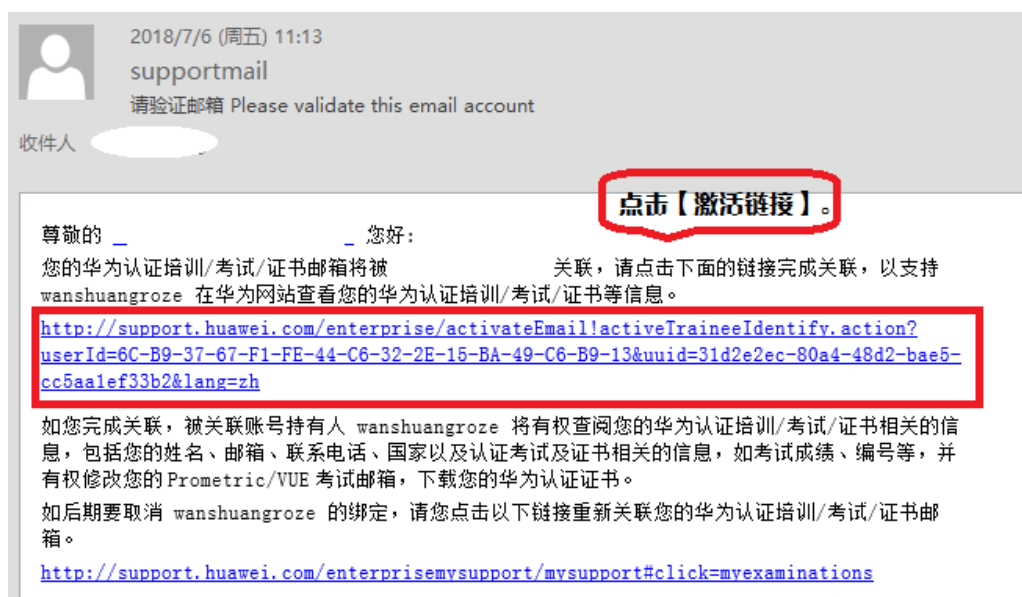 2018/7/6 (周五) 11:13
supportmail
请验证邮箱 Please validate this email account
收件人
点击【激活链接】。
尊敬的 _ _ 您好:
您的华为认证培训/考试/证书邮箱将被 关联，请点击下面的链接完成关联，以支持
wanshuangroze 在华为网站查看您的华为认证培训/考试/证书等信息。
http://support.huawei.com/enterprise/activateEmail!activeTraineeIdentify.action?
userId=6C-B9-37-67-F1-FE-44-C6-32-2E-15-BA-49-C6-B9-13&uuid=31d2e2ec-80a4-48d2-bae5-
cc5aa1ef33b2&lang=zh
如您完成关联，被关联账号持有人 wanshuangroze 将有权查阅您的华为认证培训/考试/证书相关的信
息，包括您的姓名、邮箱、联系电话、国家以及认证考试及证书相关的信息，如考试成绩、编号等，并
有权修改您的Prometric/VUE 考试邮箱，下载您的华为认证证书。
如后期要取消 wanshuangroze 的绑定，请您点击以下链接重新关联您的华为认证培训/考试/证书邮
箱。
http://support.huawei.com/enterprisemysupport/mysupport#click=myexaminations